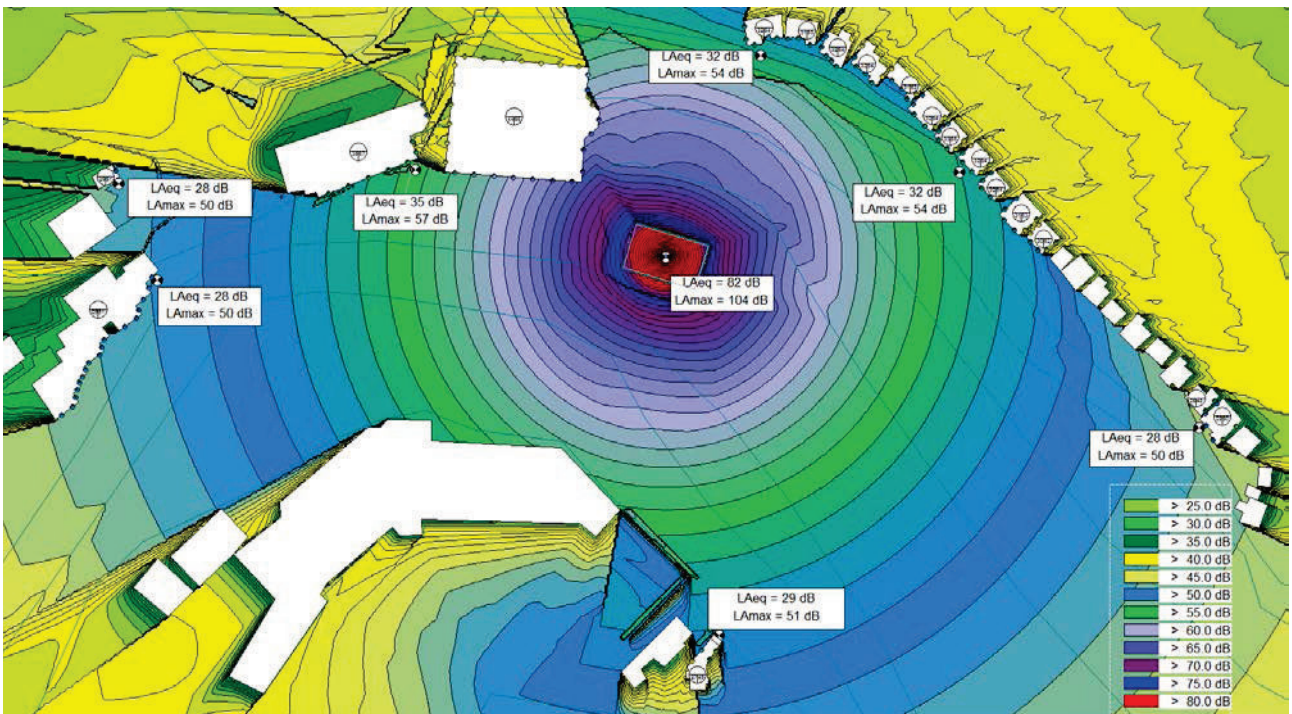 LAeq = 32 dB
LAmax = 54 dB
LAeq = 28 dB
LAmax = 50 dB
LAeq = 35 dB
LAmax = 57 dB
LAeq = 32 dB
LAmax = 54 dB
LAeq = 28 dB
LAmax = 50 dB
LAeq = 82 dB
LAmax = 104 dB
LAeq = 28 dB
LAmax = 50 dB
LAeq = 29 dB
LAmax = 51 dB
> 25.0 dB
> 30.0 dB
> 35.0 dB
> 40.0 dB
> 45.0 dB
> 50.0 dB
> 55.0 dB
> 60.0 dB
> 65.0 dB
> 70.0 dB
> 75.0 dB
> 80.0 dB